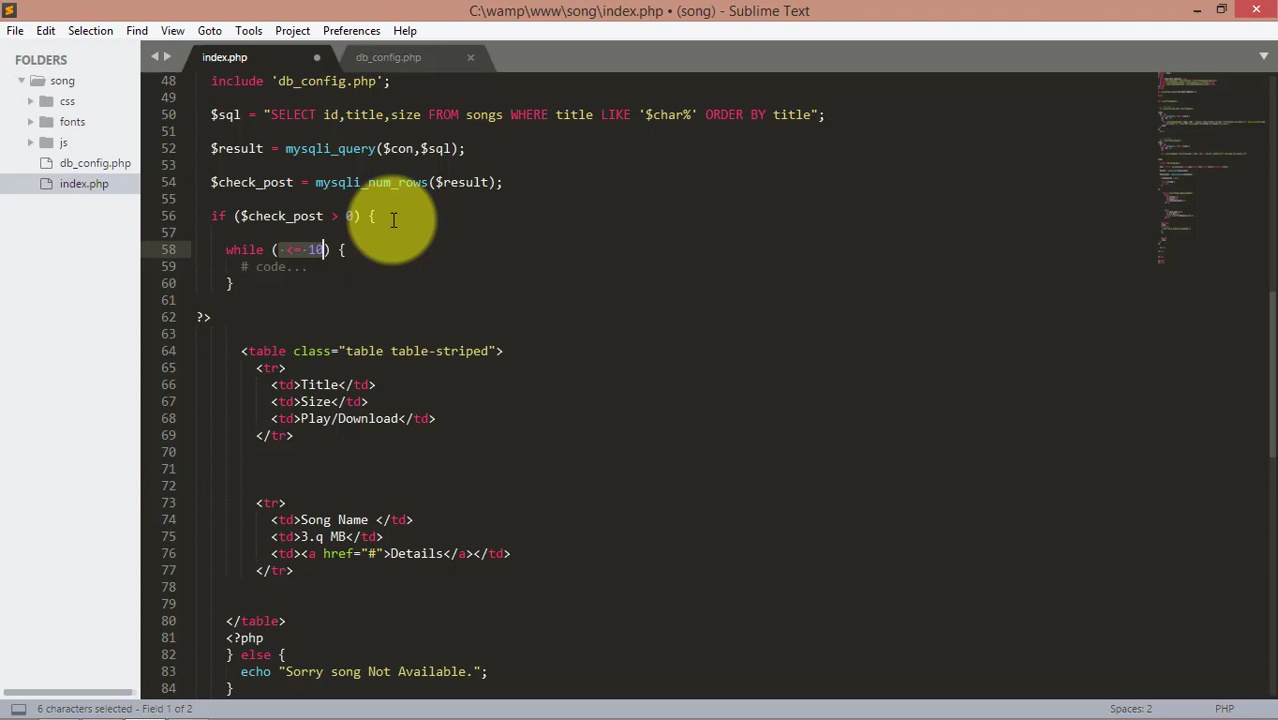 C:\wamp\www\song\index.php • (song) - Sublime Text
File Edit Selection Find View Goto Tools Project Preferences Help
FOLDERS
song
css
fonts
js
db_config.php
index.php
index.php
db_config.php
48 include 'db_config.php';
49
50 $sql = "SELECT id,title,size FROM songs WHERE title LIKE '$char%' ORDER BY title";
51
52 $result = mysqli_query($con,$sql);
53
54 $check_post = mysqli_num_rows($result);
55
56 if ($check_post > 0) {
57
58 while ( <= 10) {
59 # code...
60 }
61
62 ?>
63
64 <table class="table table-striped">
65 <tr>
66 <td>Title</td>
67 <td>Size</td>
68 <td>Play/Download</td>
69 </tr>
70
71
72
73 <tr>
74 <td>Song Name </td>
75 <td>3.q MB</td>
76 <td><a href="#">Details</a></td>
77 </tr>
78
79
80 </table>
81 <?php
82 } else {
83 echo "Sorry song Not Available.";
84 }
6 characters selected - Field 1 of 2
Spaces: 2
PHP